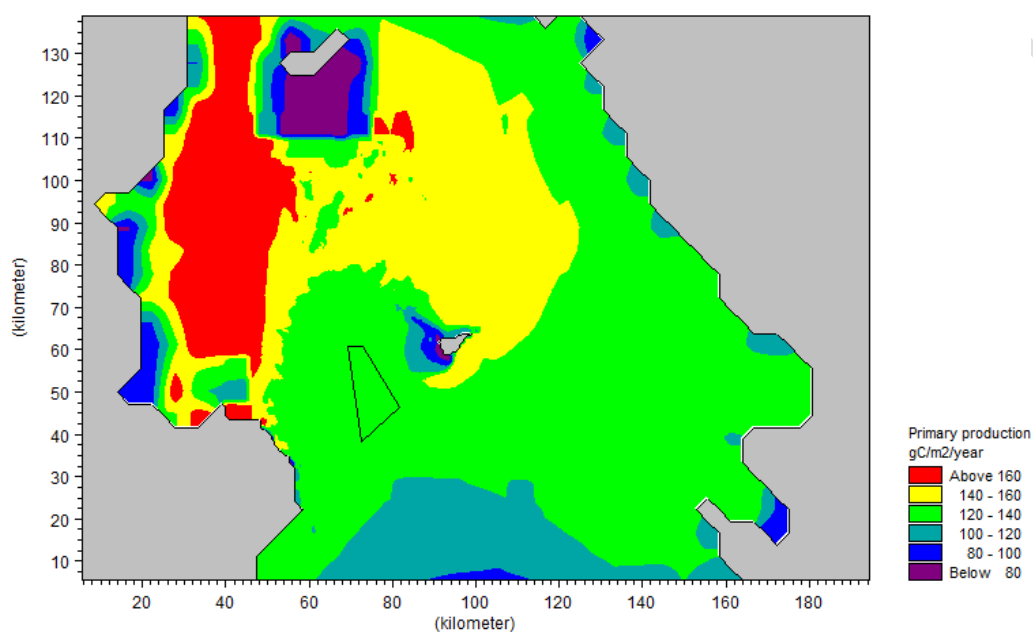 130
120
110
100
90
80
70
60
50
40
30
20
10
(kilometer)
20 40 60 80 100 120 140 160 180
(kilometer)
Primary production
gC/m2/year
Above 160
140 - 160
120 - 140
100 - 120
80 - 100
Below 80